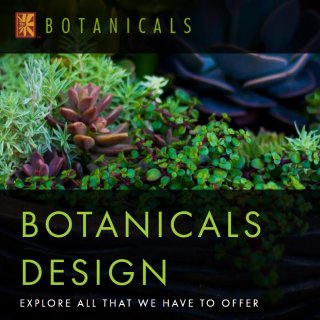 BOTANICALS
BOTANICALS
DESIGN
EXPLORE ALL THAT WE HAVE TO OFFER